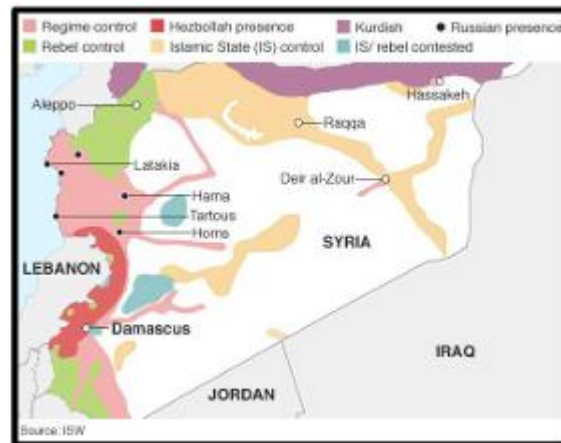 Regime control Hezbollah presence Kurdish Russian presence
Rebel control Islamic State (IS) control IS/ rebel contested
Aleppo
Hassakeh
Raqqa
Latakia
Deir al-Zour
Hama
Tartous
Homs
SYRIA
LEBANON
Damascus
IRAQ
JORDAN
Source: ISW